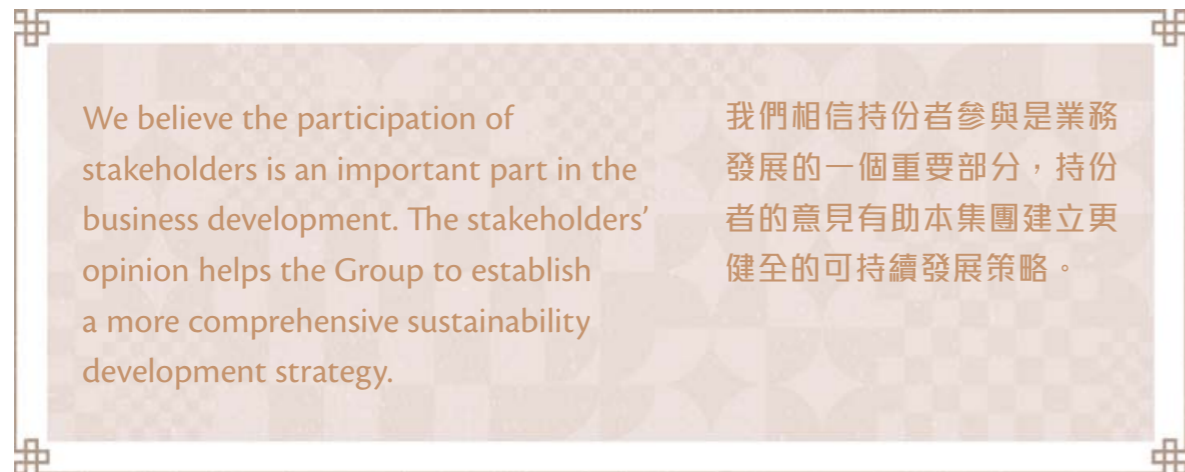 We believe the participation of
stakeholders is an important part in the
business development. The stakeholders’
opinion helps the Group to establish
a more comprehensive sustainability
development strategy.
我們相信持份者參與是業務
發展的一個重要部分，持份
者的意見有助本集團建立更
健全的可持續發展策略。